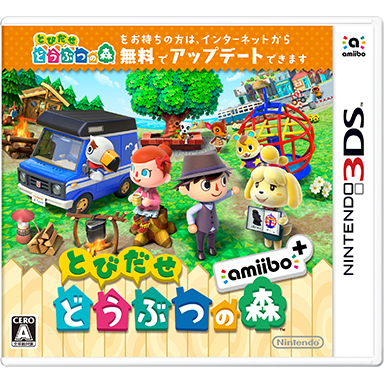 とびだせ
どうぶつの森
をお持ちの方は、インターネットから
無料でアップデートできます
amiibo
NINTENDO 3DS
とびだせ
どうぶつの森
amiibo+
™
CERO
A
Nintendo